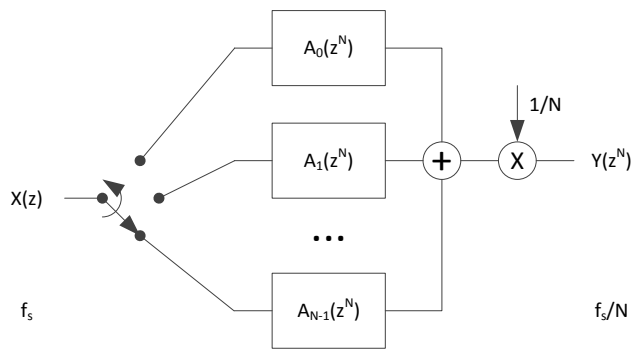 A₀(zᴺ)
1/N
A₁(zᴺ)
+
X
X(z)
Y(zᴺ)
...
Aₙ₋₁(zᴺ)
fₛ
fₛ/N